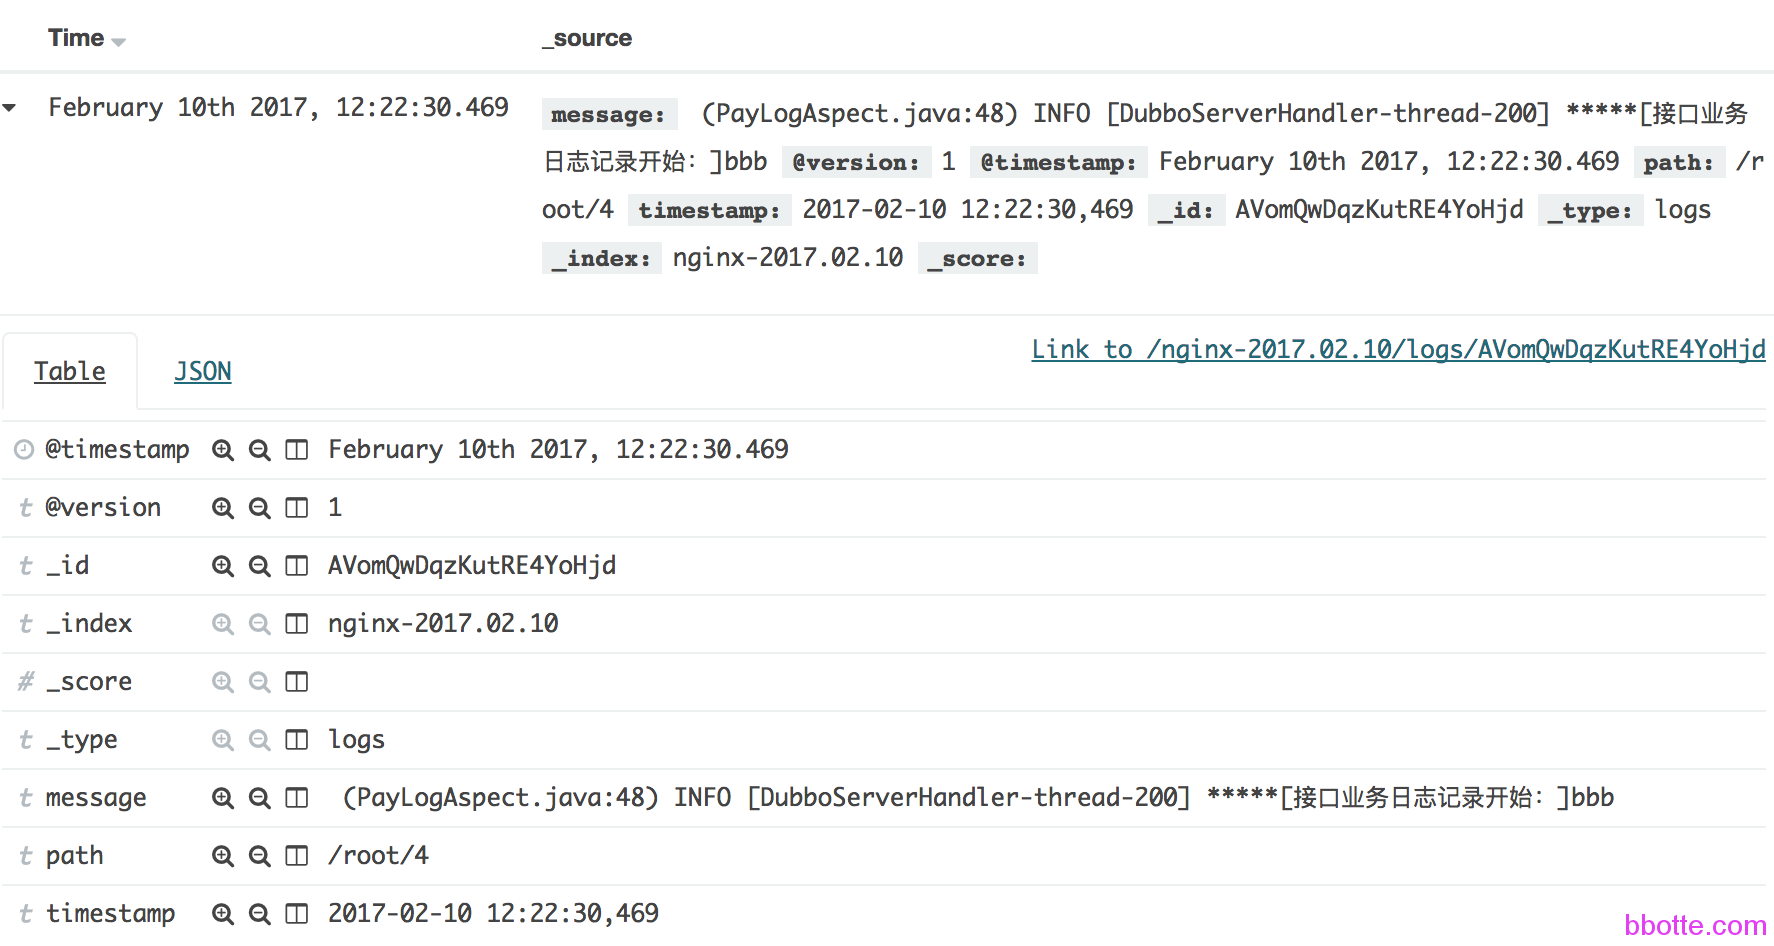 Time _source
February 10th 2017, 12:22:30.469 message: (PayLogAspect.java:48) INFO [DubboServerHandler-thread-200] *****[接口业务
日志记录开始: ]bbb @version: 1 @timestamp: February 10th 2017, 12:22:30.469 path: /r
oot/4 timestamp: 2017-02-10 12:22:30,469 _id: AVomQwDqzKutRE4YoHjd _type: logs
_index: nginx-2017.02.10 _score:
Link to /nginx-2017.02.10/logs/AVomQwDqzKutRE4YoHjd
Table JSON
@timestamp February 10th 2017, 12:22:30.469
t @version 1
t _id AVomQwDqzKutRE4YoHjd
t _index nginx-2017.02.10
# _score
t _type logs
t message (PayLogAspect.java:48) INFO [DubboServerHandler-thread-200] *****[接口业务日志记录开始: ]bbb
t path /root/4
t timestamp 2017-02-10 12:22:30,469
bbotte.com